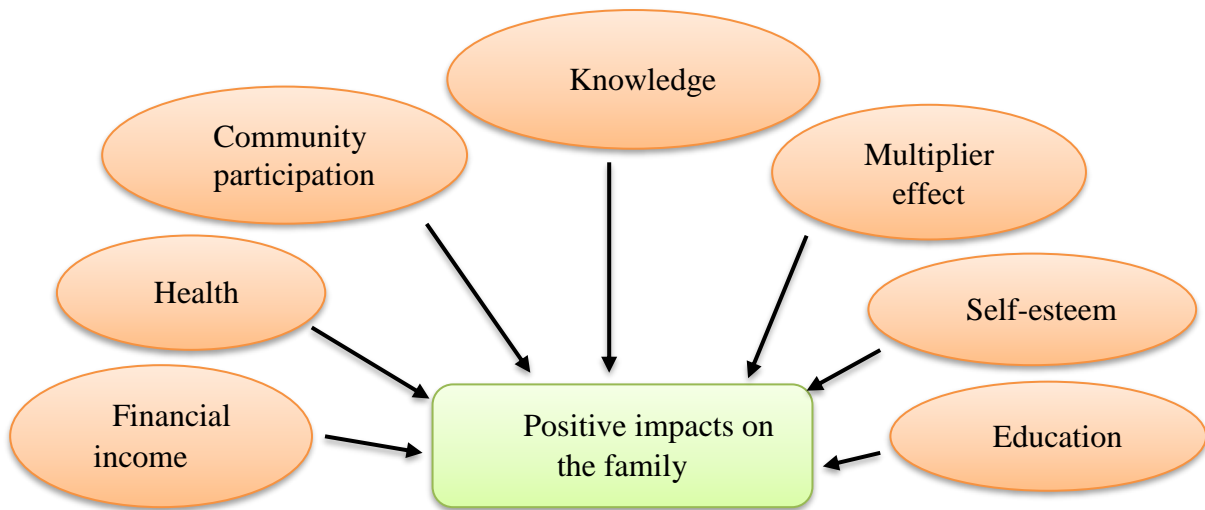 Knowledge
Community
participation
Multiplier
effect
Health
Self-esteem
Financial
income
Positive impacts on
the family
Education